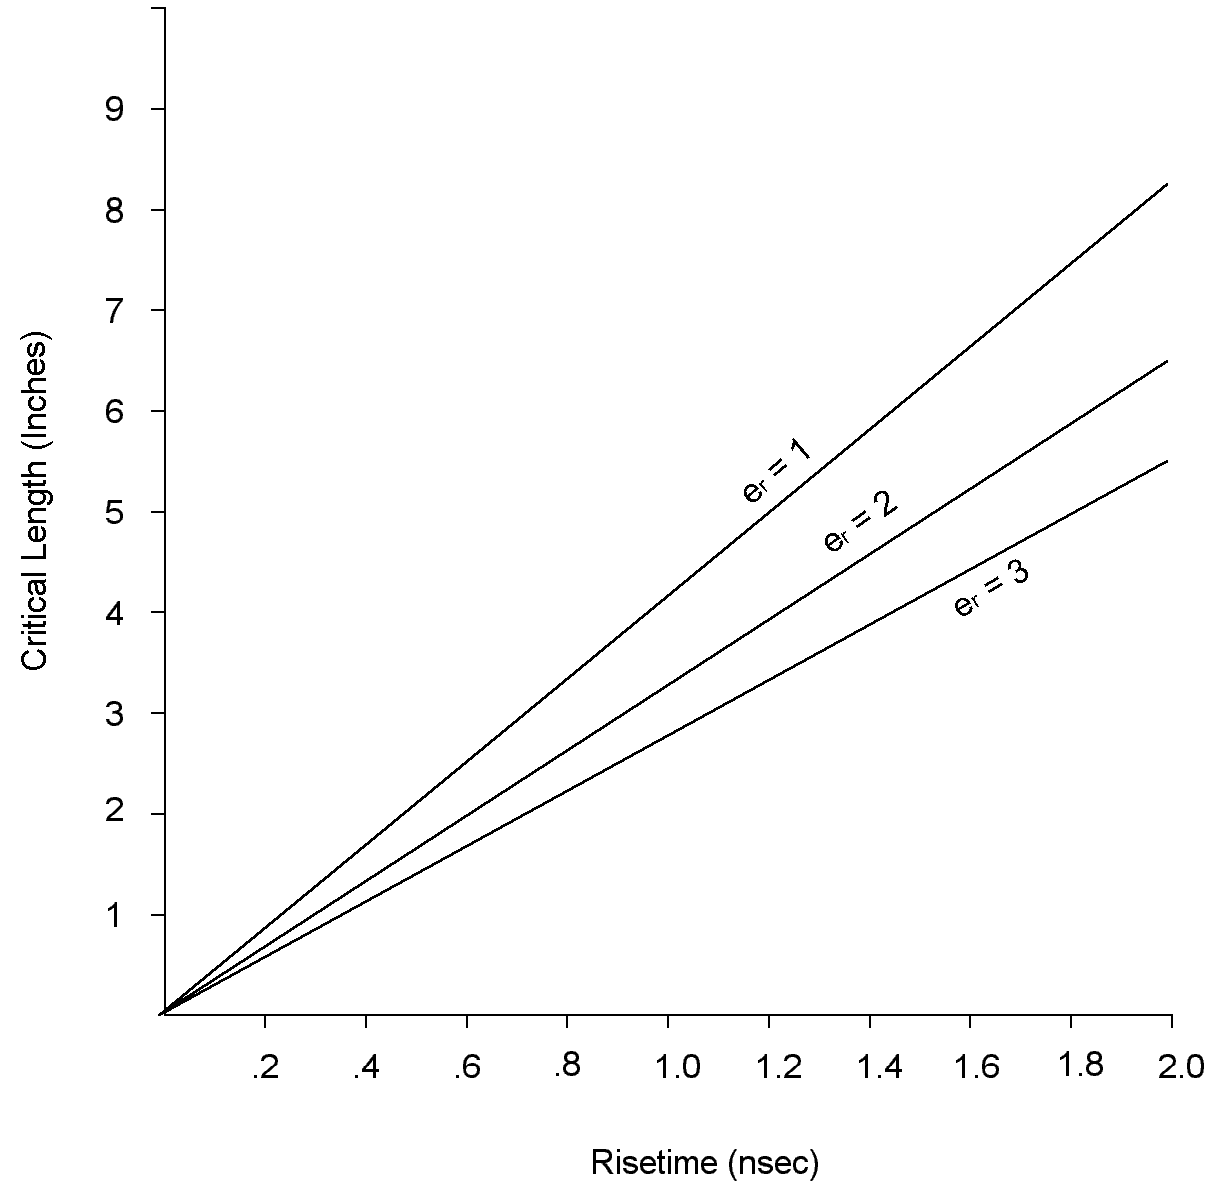 9
8
7
6
5
4
3
2
1
Critical Length (Inches)
er = 1
er = 2
er = 3
.2 .4 .6 .8 1.0 1.2 1.4 1.6 1.8 2.0
Risetime (nsec)